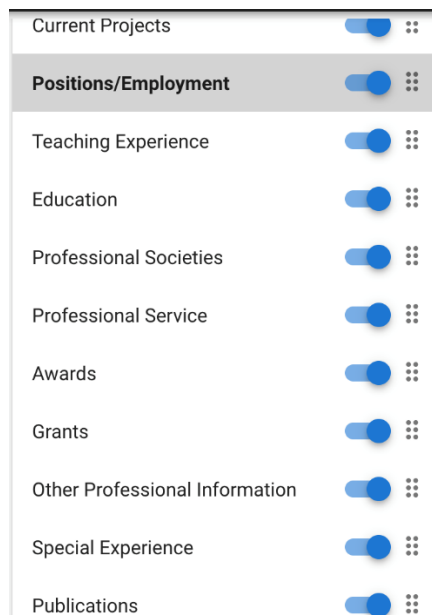 Current Projects
Positions/Employment
Teaching Experience
Education
Professional Societies
Professional Service
Awards
Grants
Other Professional Information
Special Experience
Publications